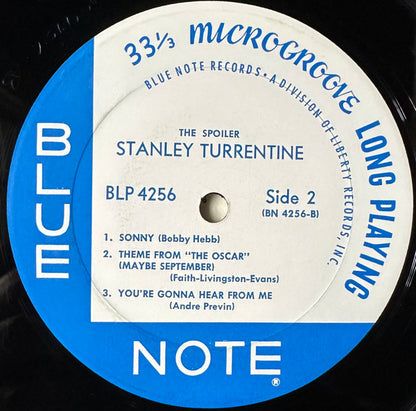 33⅓ MICROGROOVE LONG PLAYING
BLUE NOTE RECORDS • A DIVISION OF LIBERTY RECORDS, INC.
BLUE
THE SPOILER
STANLEY TURRENTINE
BLP 4256 Side 2
(BN 4256-B)
1. SONNY (Bobby Hebb)
2. THEME FROM "THE OSCAR"
(MAYBE SEPTEMBER)
(Faith-Livingston-Evans)
3. YOU'RE GONNA HEAR FROM ME
(Andre Previn)
NOTE®